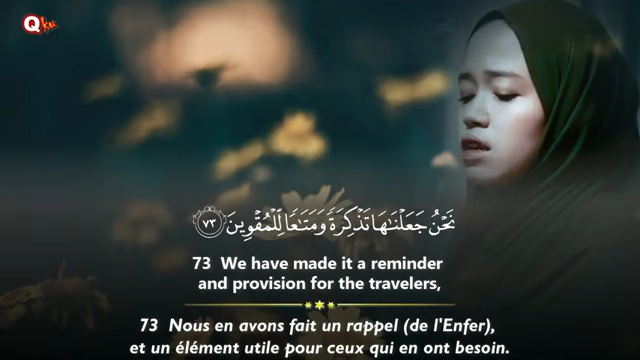 Qku
نَحْنُ جَعَلْنَٰهَا تَذْكِرَةً وَمَتَٰعًا لِّلْمُقْوِينَ ٧٣
73 We have made it a reminder
and provision for the travelers,
73 Nous en avons fait un rappel (de l'Enfer),
et un élément utile pour ceux qui en ont besoin.